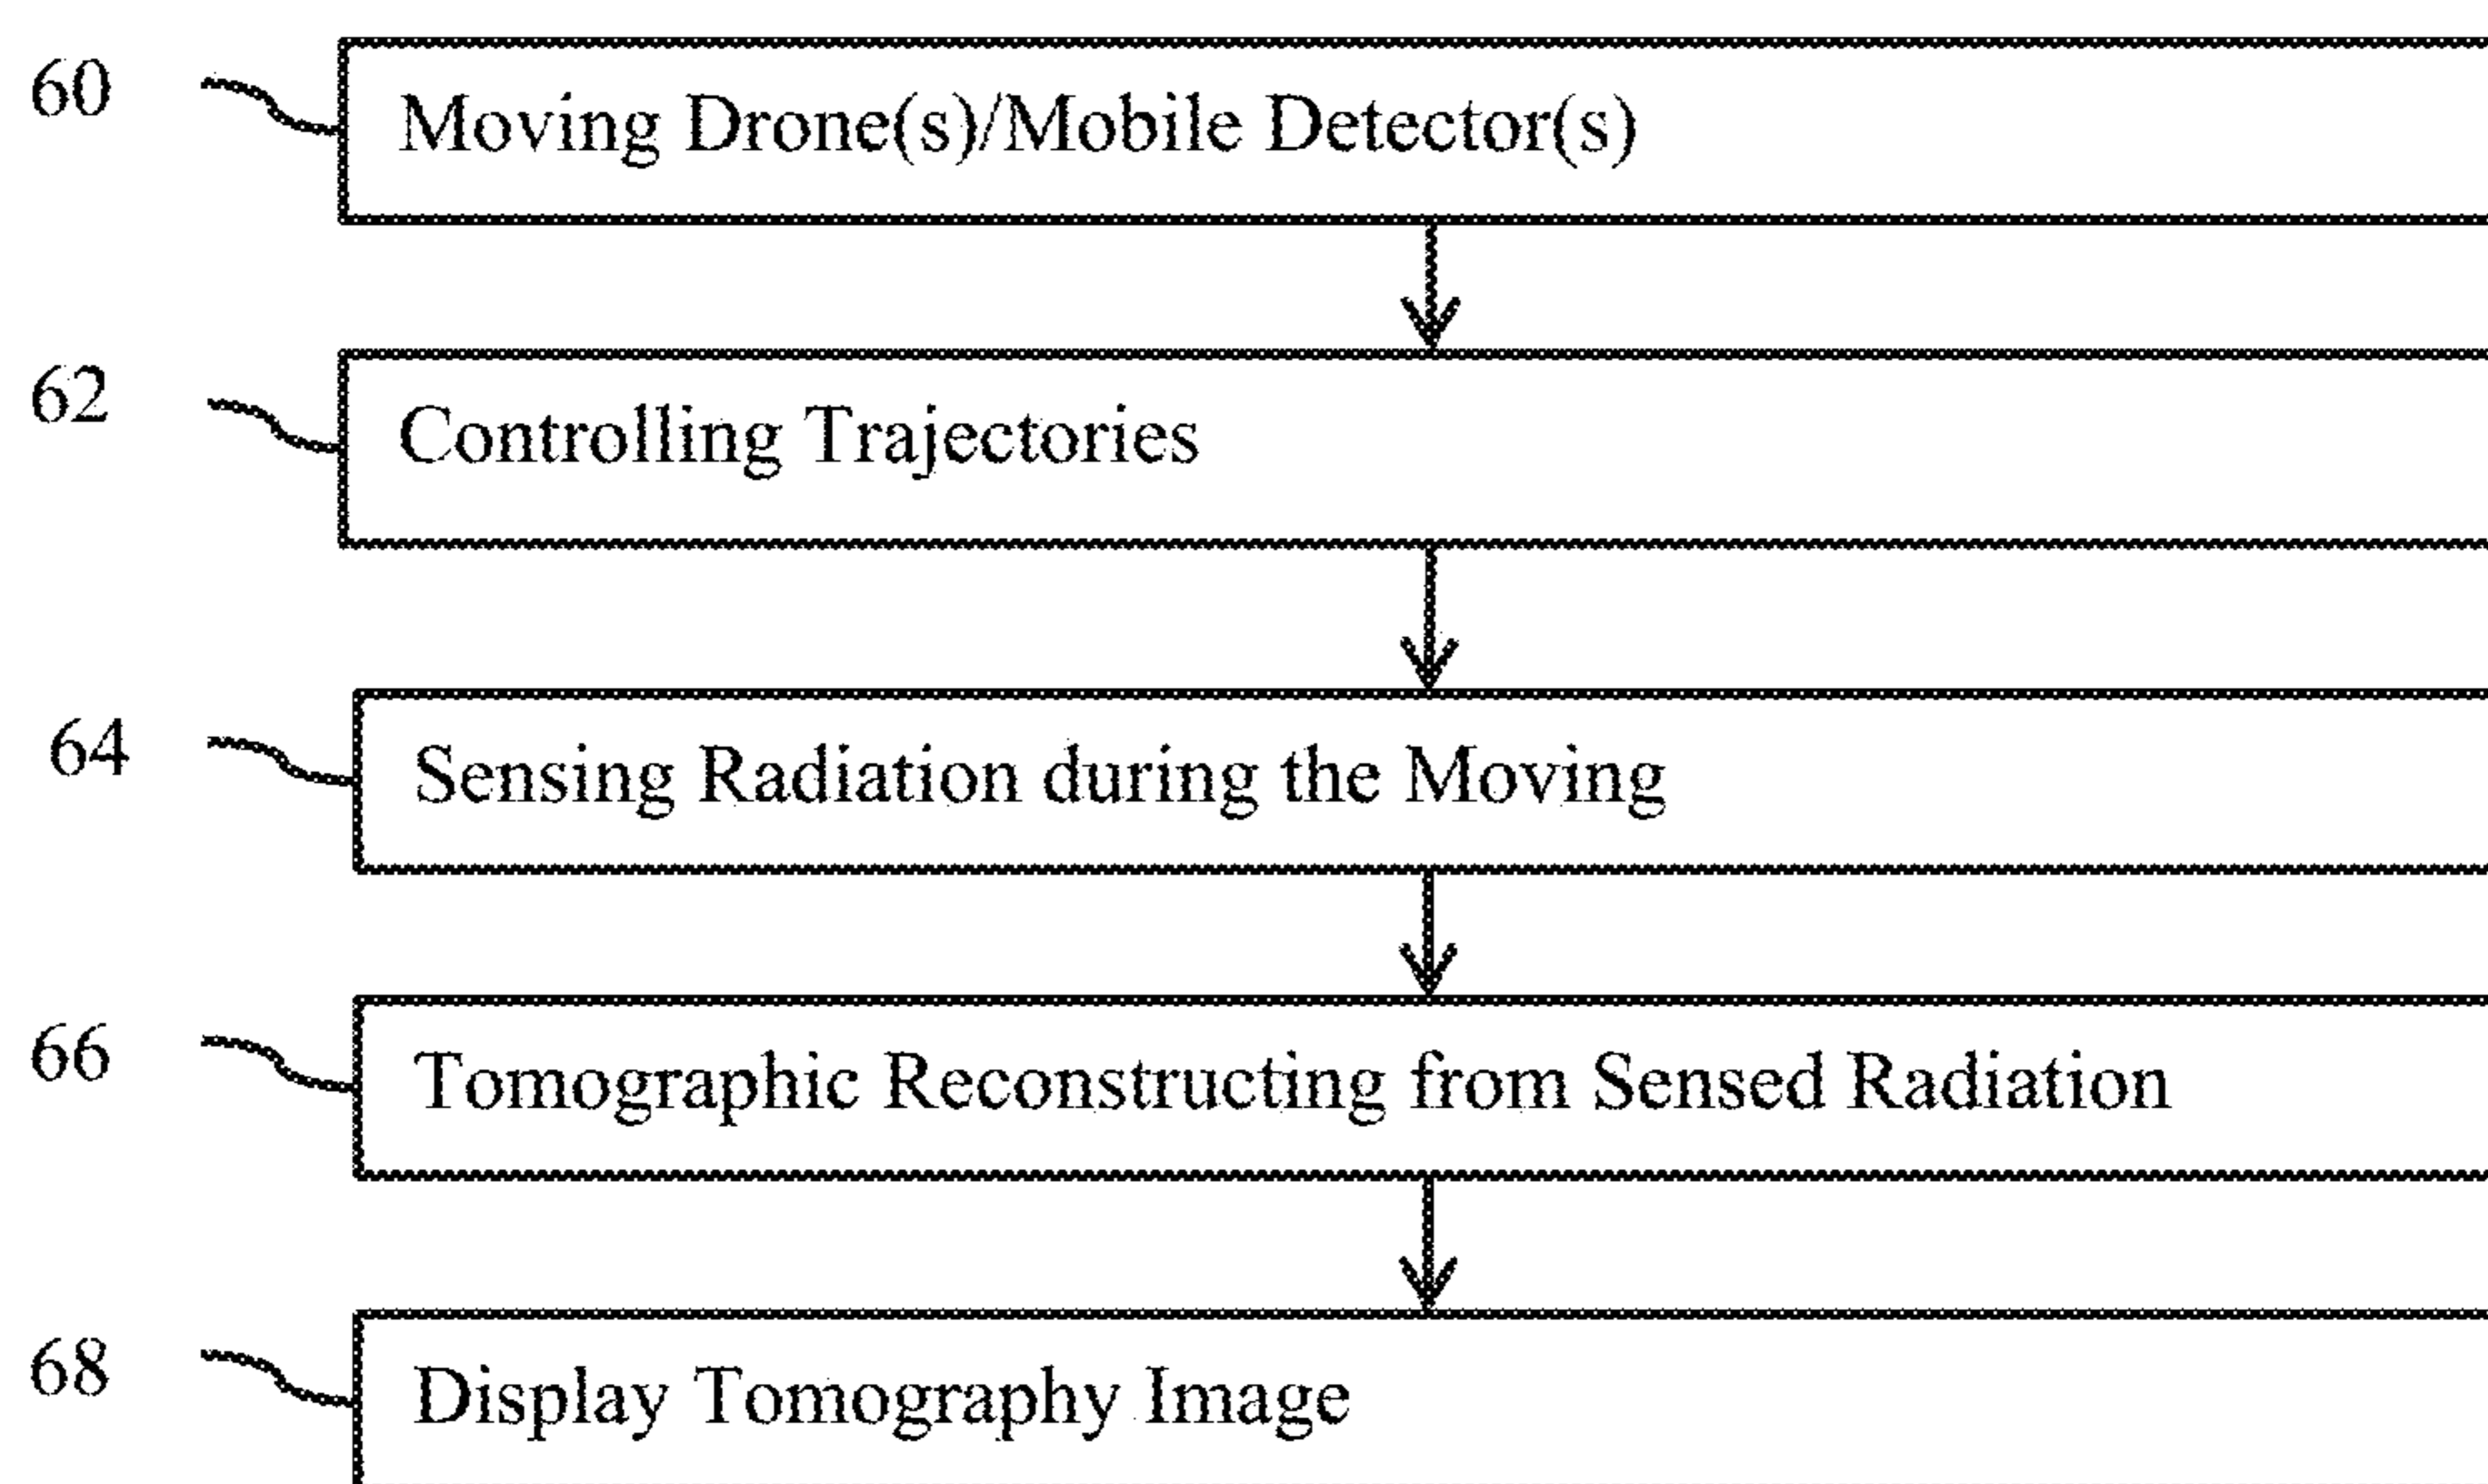 60 Moving Drone(s)/Mobile Detector(s)
62 Controlling Trajectories
64 Sensing Radiation during the Moving
66 Tomographic Reconstructing from Sensed Radiation
68 Display Tomography Image